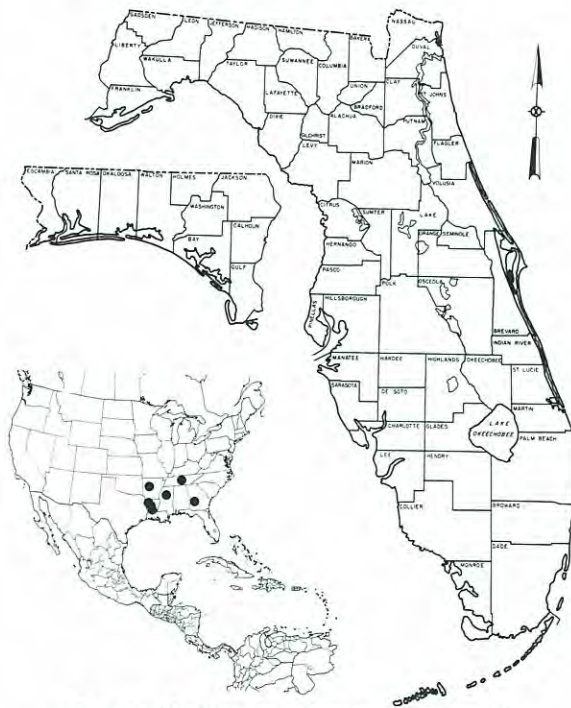 NASSAU
GADSDEN
LEON
JEFFERSON
MADISON
HAMILTON
BAKER
DUVAL
LIBERTY
WAKULLA
TAYLOR
SUWANNEE
COLUMBIA
CLAY
FRANKLIN
LAFAYETTE
UNION
BRADFORD
ST JOHNS
DIXIE
GILCHRIST
ALACHUA
PUTNAM
LEVY
FLAGLER
MARION
ESCAMBIA
SANTA ROSA
OKALOOSA
WALTON
HOLMES
JACKSON
WASHINGTON
BAY
CALHOUN
GULF
VOLUSIA
CITRUS
SUMTER
LAKE
HERNANDO
ORANGE
SEMINOLE
PASCO
HILLSBOROUGH
PINELLAS
POLK
OSCEOLA
BREVARD
INDIAN RIVER
MANATEE
HARDEE
HIGHLANDS
OKEECHOBEE
ST LUCIE
SARASOTA
DE SOTO
MARTIN
CHARLOTTE
GLADES
LAKE
OKEECHOBEE
PALM BEACH
LEE
HENDRY
COLLIER
BROWARD
DADE
MONROE